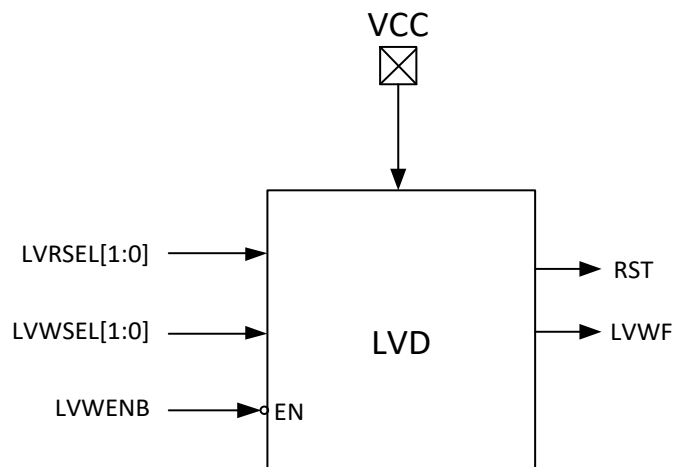 VCC
LVRSEL[1:0]
RST
LVWSEL[1:0]
LVD
LVWF
LVWENB
EN